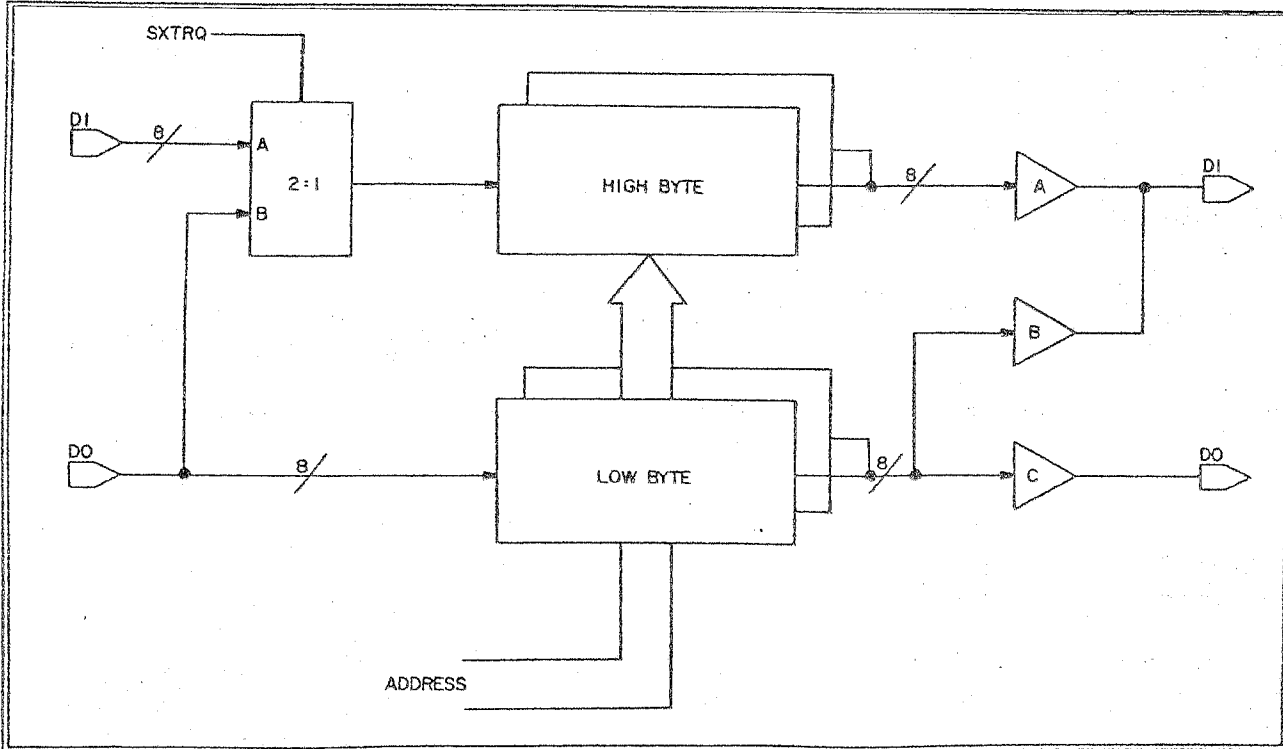 SXTRQ
DI
8
A
2:1
B
HIGH BYTE
8
A
DI
B
DO
8
LOW BYTE
8
C
DO
ADDRESS